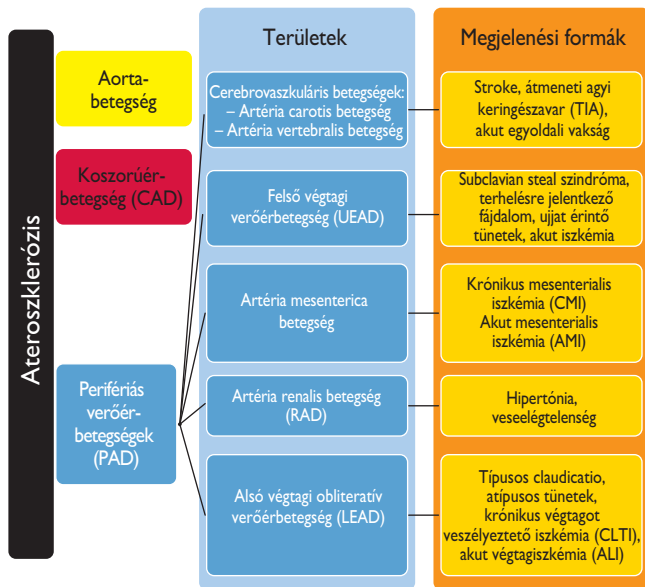 Ateroszklerózis
Aorta-
betegség
Koszorúér-
betegség (CAD)
Perifériás
verőér-
betegségek
(PAD)
Területek
Cerebrovaszkuláris betegségek:
– Artéria carotis betegség
– Artéria vertebralis betegség
Felső végtagi
verőérbetegség (UEAD)
Artéria mesenterica
betegség
Artéria renalis betegség
(RAD)
Alsó végtagi obliteratív
verőérbetegség (LEAD)
Megjelenési formák
Stroke, átmeneti agyi
keringészavar (TIA),
akut egyoldali vakság
Subclavian steal szindróma,
terhelésre jelentkező
fájdalom, ujjat érintő
tünetek, akut iszkémia
Krónikus mesenterialis
iszkémia (CMI)
Akut mesenterialis
iszkémia (AMI)
Hipertónia,
veseelégtelenség
Típusos claudicatio,
atípusos tünetek,
krónikus végtagot
veszélyeztető iszkémia (CLTI),
akut végtagiszkémia (ALI)